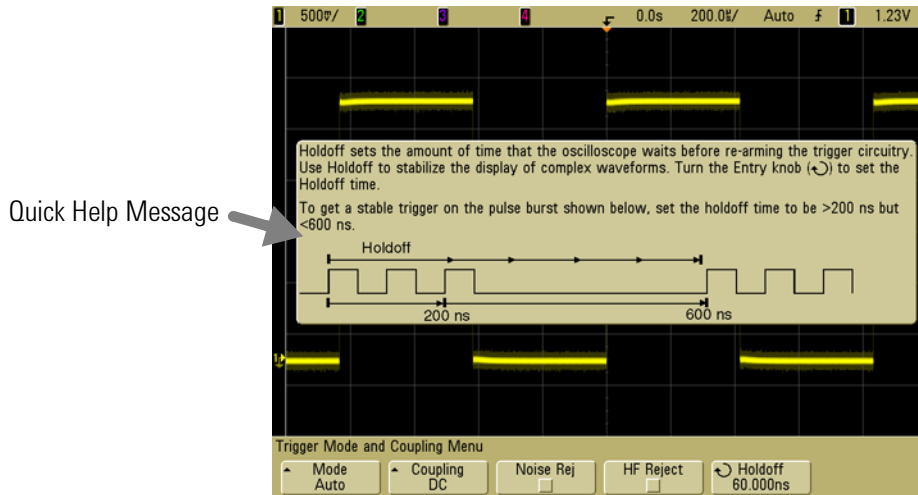 1 500▽/ 2 3 4 0.0s 200.0⅝/ Auto 1 1.23V
Holdoff sets the amount of time that the oscilloscope waits before re-arming the trigger circuitry.
Use Holdoff to stabilize the display of complex waveforms. Turn the Entry knob (↻) to set the
Holdoff time.
To get a stable trigger on the pulse burst shown below, set the holdoff time to be >200 ns but
<600 ns.
Quick Help Message
Holdoff
200 ns
600 ns
1
Trigger Mode and Coupling Menu
Mode
Auto
Coupling
DC
Noise Rej
HF Reject
↻ Holdoff
60.000ns